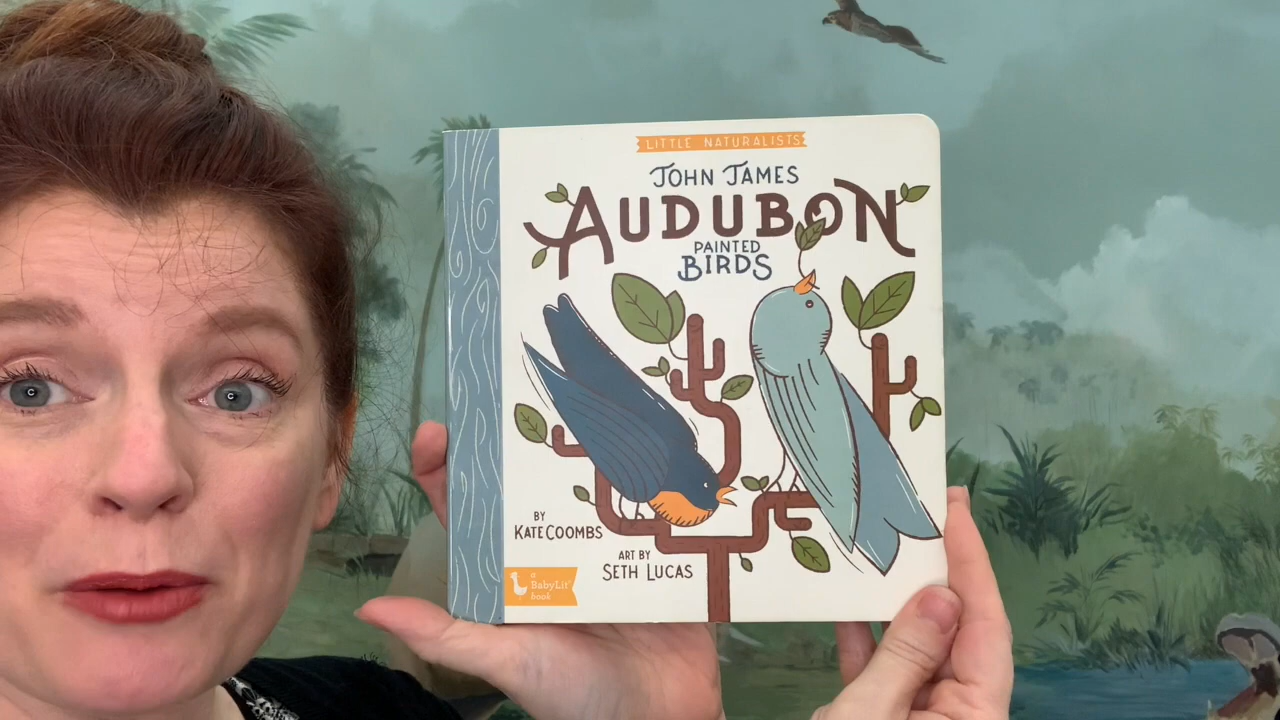 LITTLE NATURALISTS
JOHN JAMES
AUDUBON
PAINTED
BIRDS
BY
KATE COOMBS
ART BY
SETH LUCAS
a
BabyLit®
book